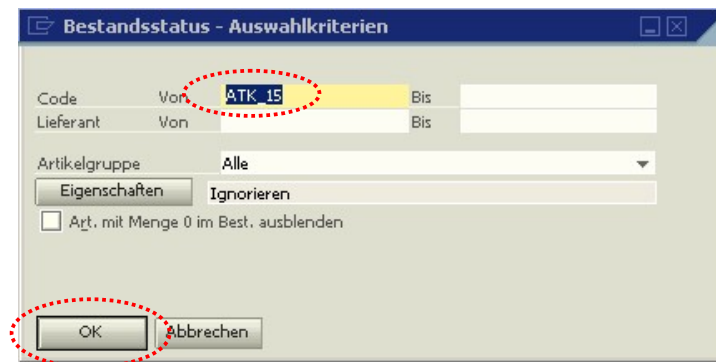 Bestandsstatus - Auswahlkriterien
Code Von ATK_15 Bis
Lieferant Von Bis
Artikelgruppe Alle
Eigenschaften Ignorieren
Art. mit Menge 0 im Best. ausblenden
OK Abbrechen